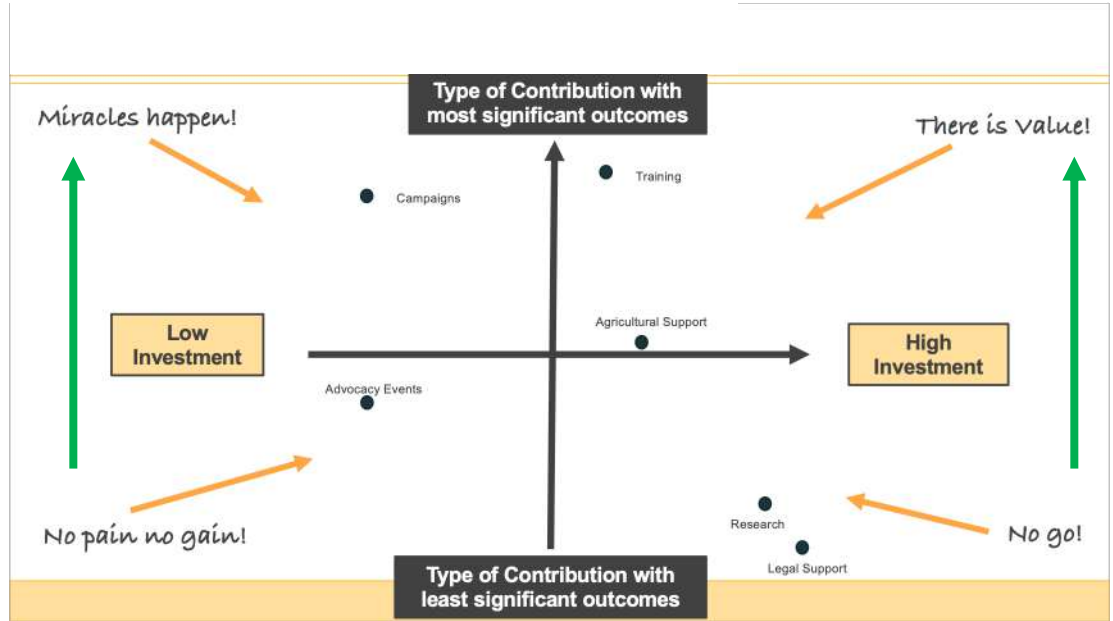 Type of Contribution with
most significant outcomes
Miracles happen!
There is Value!
Training
Campaigns
Agricultural Support
Low
Investment
High
Investment
Advocacy Events
Research
No pain no gain!
No go!
Legal Support
Type of Contribution with
least significant outcomes